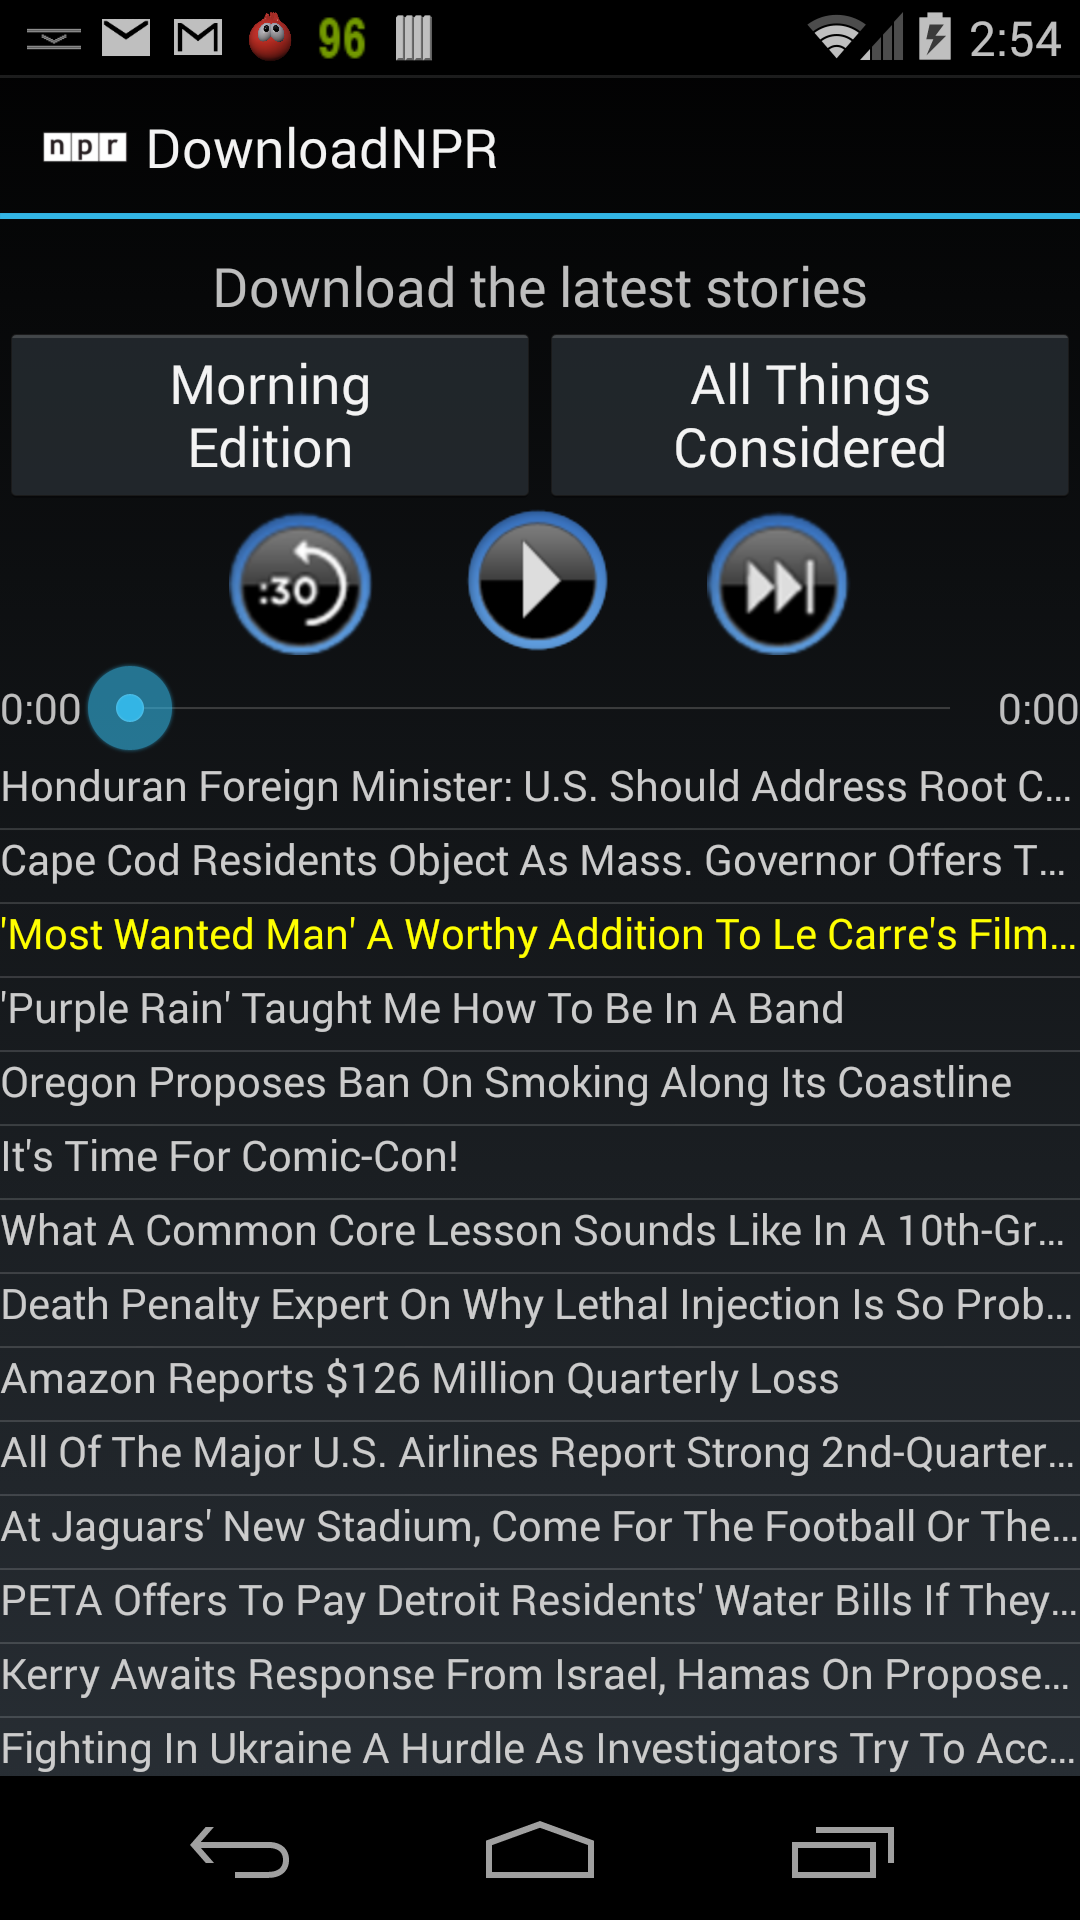 96
2:54
npr DownloadNPR
Download the latest stories
Morning
Edition
All Things
Considered
:30
0:00
0:00
Honduran Foreign Minister: U.S. Should Address Root C...
Cape Cod Residents Object As Mass. Governor Offers T...
'Most Wanted Man' A Worthy Addition To Le Carre's Film...
'Purple Rain' Taught Me How To Be In A Band
Oregon Proposes Ban On Smoking Along Its Coastline
It's Time For Comic-Con!
What A Common Core Lesson Sounds Like In A 10th-Gr...
Death Penalty Expert On Why Lethal Injection Is So Prob...
Amazon Reports $126 Million Quarterly Loss
All Of The Major U.S. Airlines Report Strong 2nd-Quarter...
At Jaguars' New Stadium, Come For The Football Or The...
PETA Offers To Pay Detroit Residents' Water Bills If They...
Kerry Awaits Response From Israel, Hamas On Propose...
Fighting In Ukraine A Hurdle As Investigators Try To Acc...